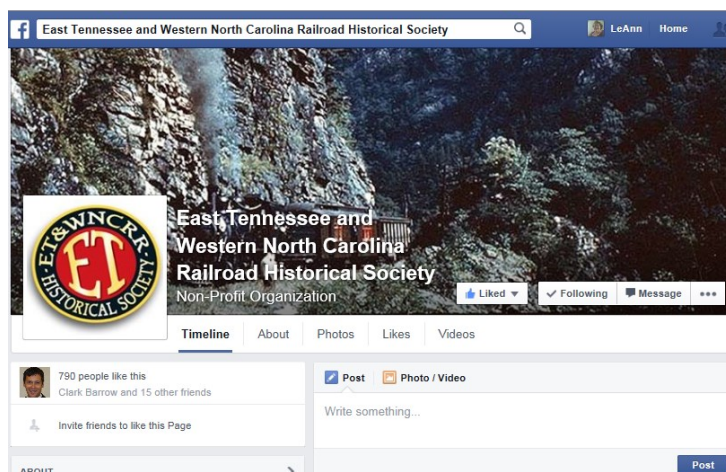 f East Tennessee and Western North Carolina Railroad Historical Society LeAnn Home
ET&WNCRR
ET
HISTORICAL SOCIETY
East Tennessee and
Western North Carolina
Railroad Historical Society
Non-Profit Organization
Liked Following Message
Timeline About Photos Likes Videos
790 people like this
Clark Barrow and 15 other friends
Invite friends to like this Page
ABOUT
Post Photo / Video
Write something...
Post